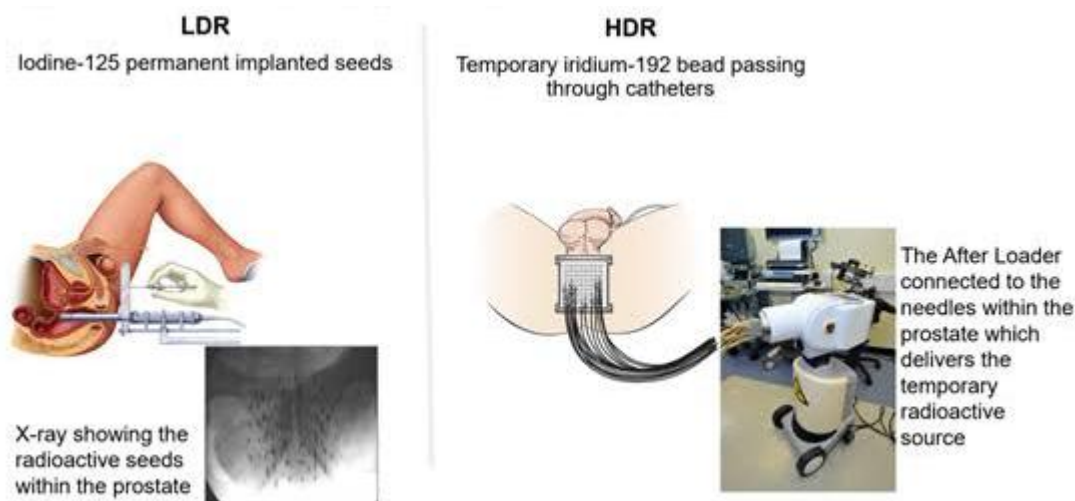 LDR
Iodine-125 permanent implanted seeds
X-ray showing the
radioactive seeds
within the prostate
HDR
Temporary iridium-192 bead passing
through catheters
The After Loader
connected to the
needles within the
prostate which
delivers the
temporary
radioactive
source